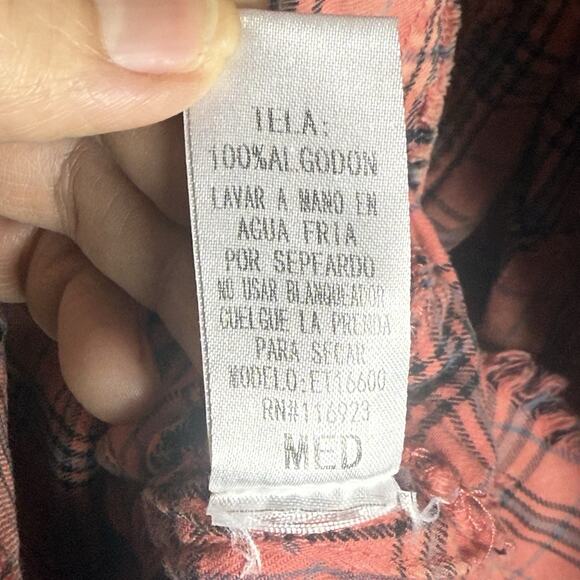 TELA:
100%ALGODON
LAVAR A MANO EN
AGUA FRIA
POR SEPEARDO
NO USAR BLANQUEADOR
CUELGUE LA PRENDA
PARA SECAR
MODELO:ET16600
RN#116923
MED